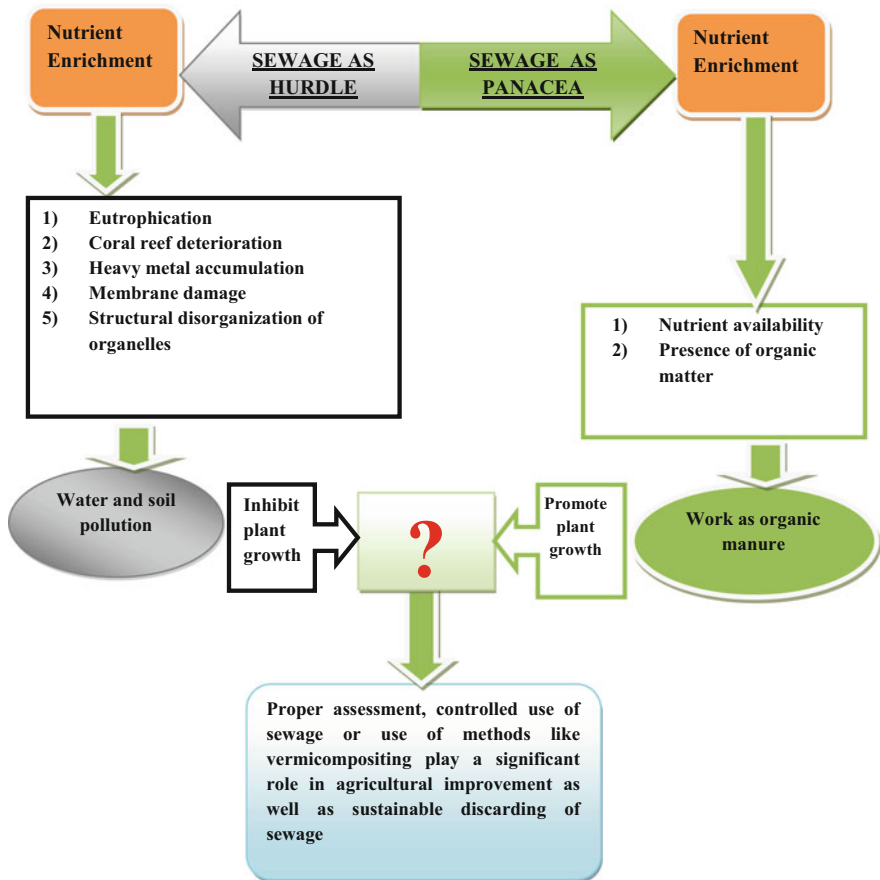 Nutrient
Enrichment
SEWAGE AS
HURDLE
SEWAGE AS
PANACEA
Nutrient
Enrichment
1) Eutrophication
2) Coral reef deterioration
3) Heavy metal accumulation
4) Membrane damage
5) Structural disorganization of
organelles
1) Nutrient availability
2) Presence of organic
matter
Water and soil
pollution
Inhibit
plant
growth
?
Promote
plant
growth
Work as organic
manure
Proper assessment, controlled use of
sewage or use of methods like
vermicompositing play a significant
role in agricultural improvement as
well as sustainable discarding of
sewage